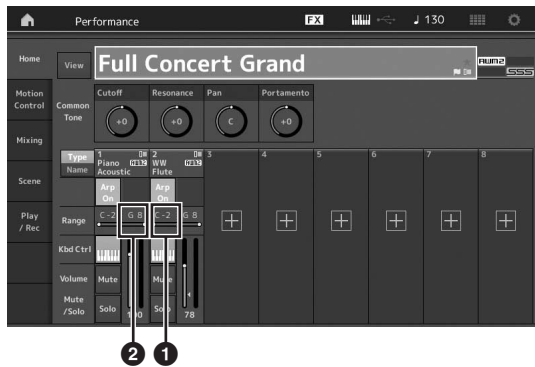 Performance FX 130
Home View Full Concert Grand AWM2
Motion Control Common Tone Cutoff Resonance Pan Portamento
+0 +0 C +0
Mixing
Type Name 1 Piano Acoustic 2 WW Flute 3 4 5 6 7 8
Scene Arp On Arp On
Play / Rec Range C -2 G 8 C -2 G 8
Kbd Ctrl
Volume Mute Mute
Mute /Solo Solo 100 Solo 78
2 1